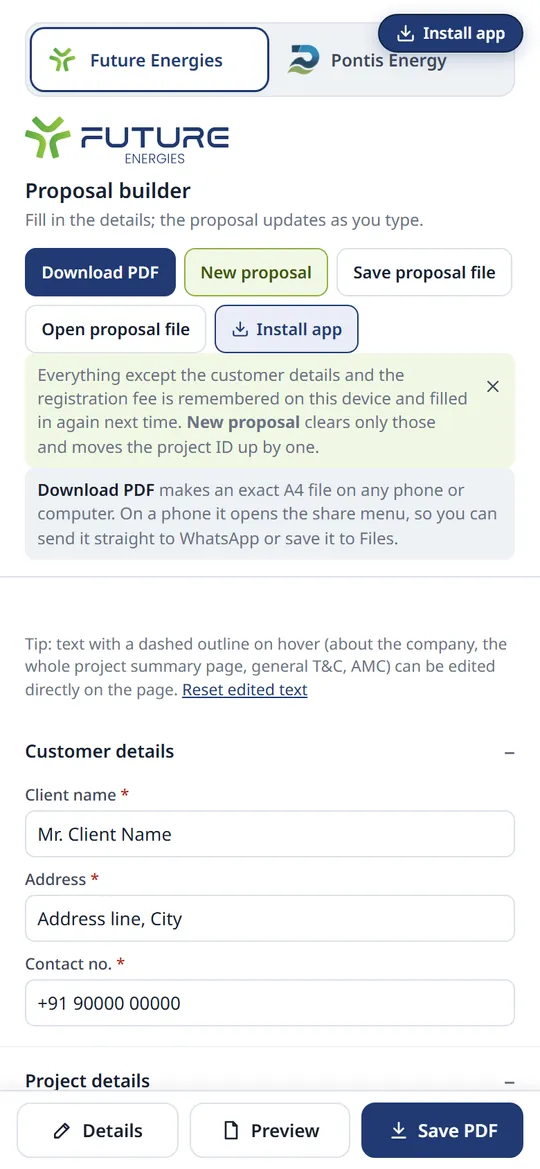 Install app
Future Energies
Pontis Energy
FUTURE
ENERGIES
Proposal builder
Fill in the details; the proposal updates as you type.
Download PDF
New proposal
Save proposal file
Open proposal file
Install app
Everything except the customer details and the
registration fee is remembered on this device and filled
in again next time. New proposal clears only those
and moves the project ID up by one.
Download PDF makes an exact A4 file on any phone or
computer. On a phone it opens the share menu, so you can
send it straight to WhatsApp or save it to Files.
Tip: text with a dashed outline on hover (about the company, the
whole project summary page, general T&C, AMC) can be edited
directly on the page. Reset edited text
Customer details
Client name *
Mr. Client Name
Address *
Address line, City
Contact no. *
+91 90000 00000
Project details
Details
Preview
Save PDF